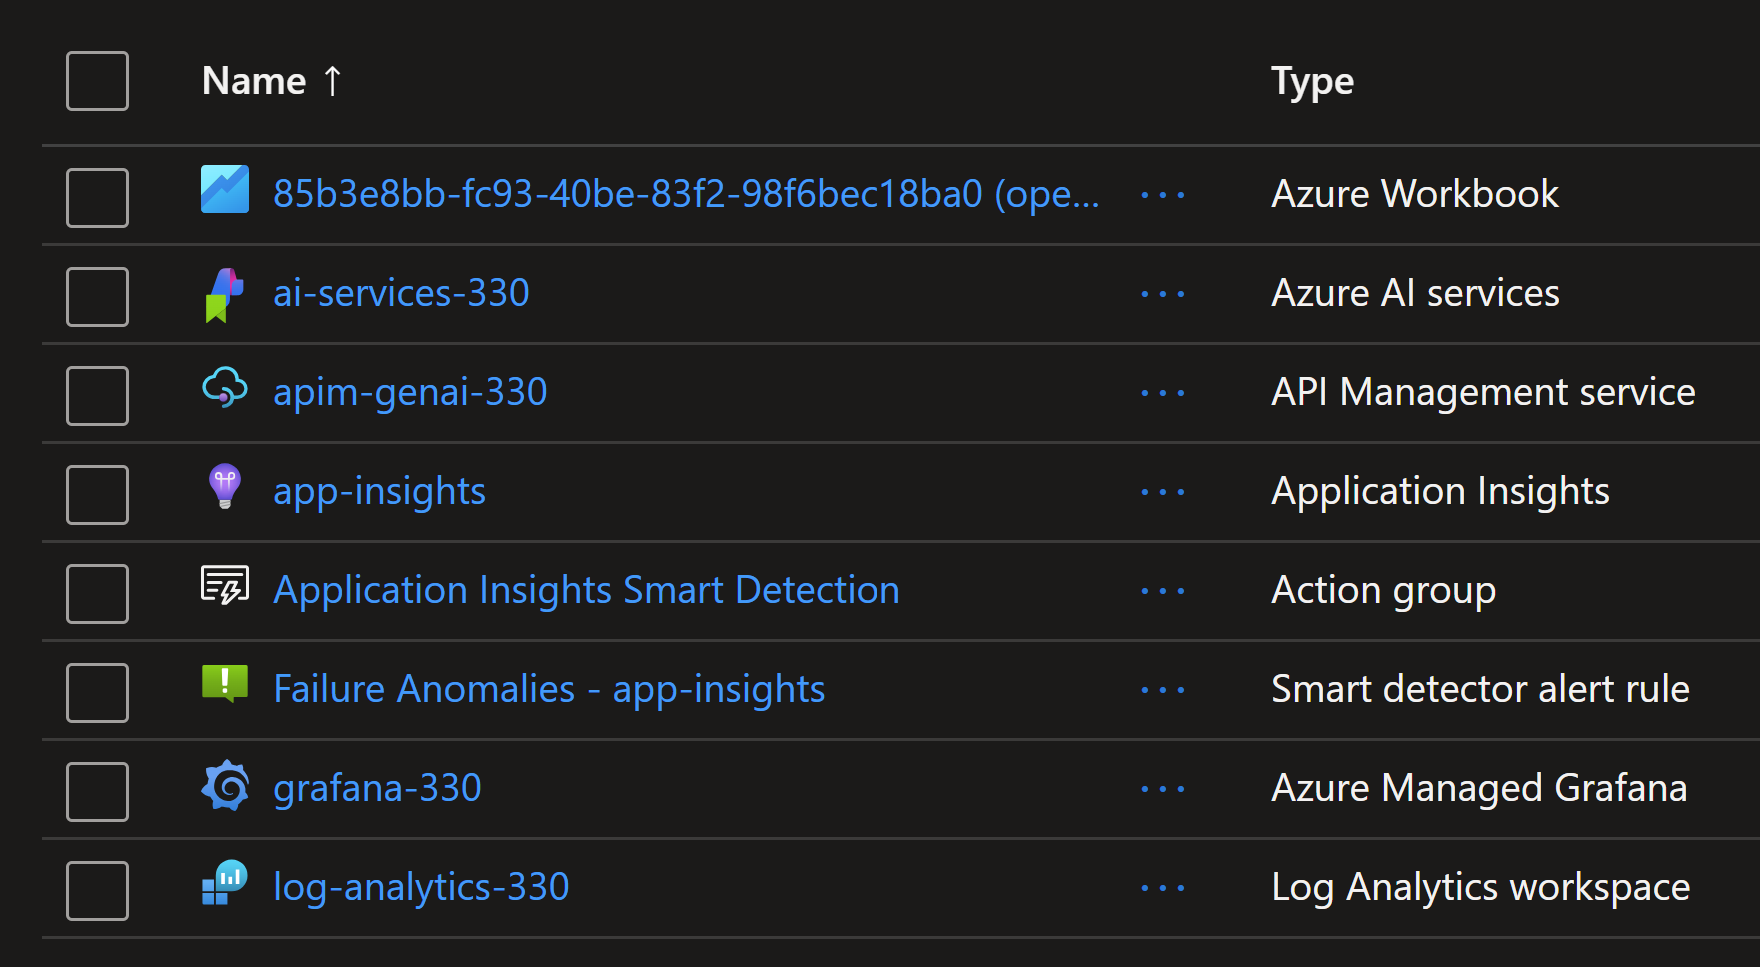 Name ↑ Type
85b3e8bb-fc93-40be-83f2-98f6bec18ba0 (ope... ··· Azure Workbook
ai-services-330 ··· Azure AI services
apim-genai-330 ··· API Management service
app-insights ··· Application Insights
Application Insights Smart Detection ··· Action group
Failure Anomalies - app-insights ··· Smart detector alert rule
grafana-330 ··· Azure Managed Grafana
log-analytics-330 ··· Log Analytics workspace